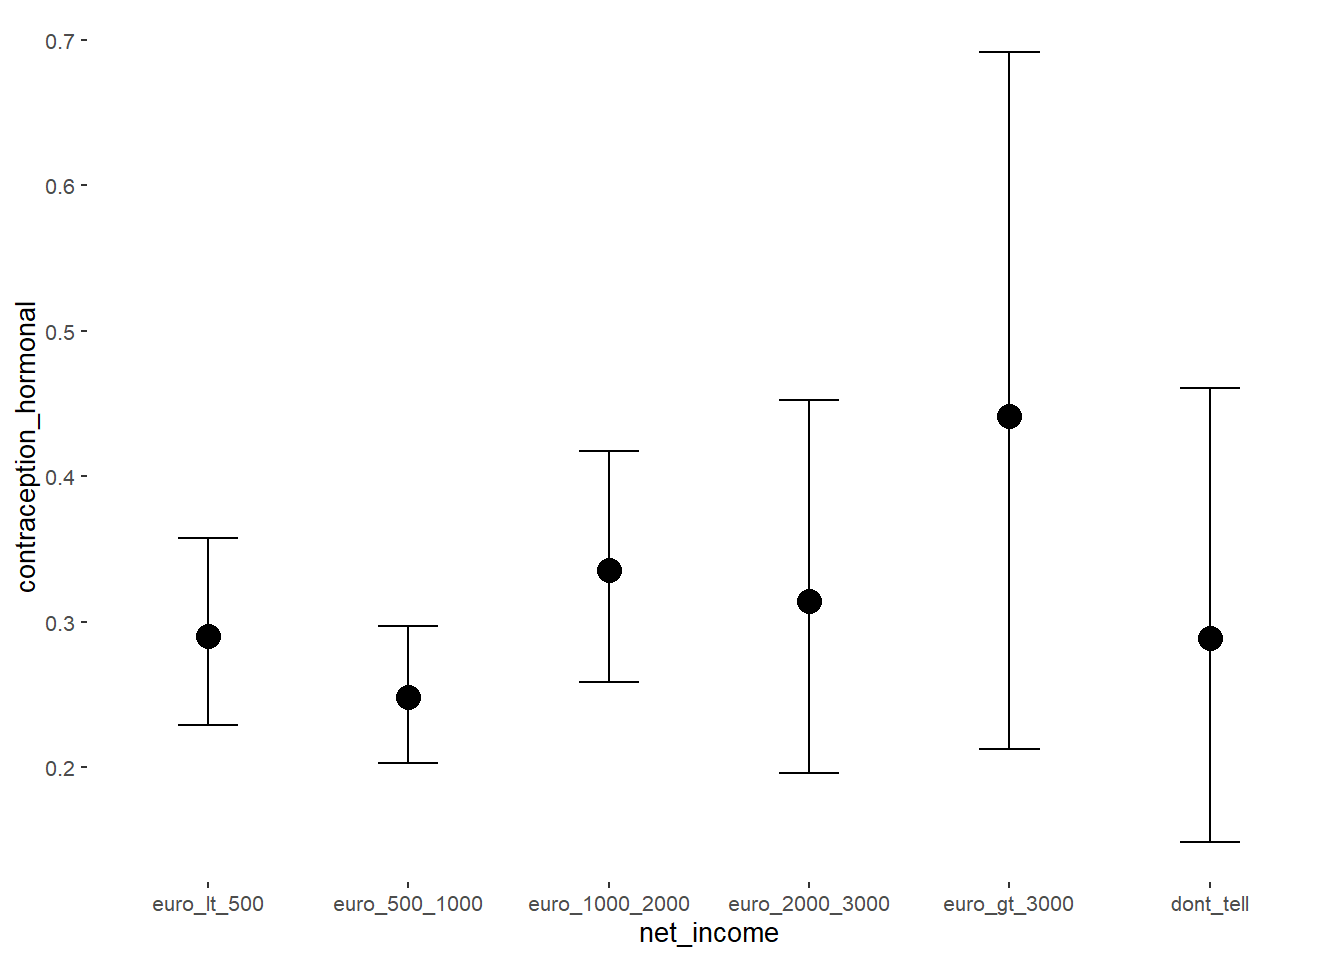 0.7
0.6
0.5
0.4
0.3
0.2
contraception_hormonal
euro_lt_500 euro_500_1000 euro_1000_2000 euro_2000_3000 euro_gt_3000 dont_tell
net_income